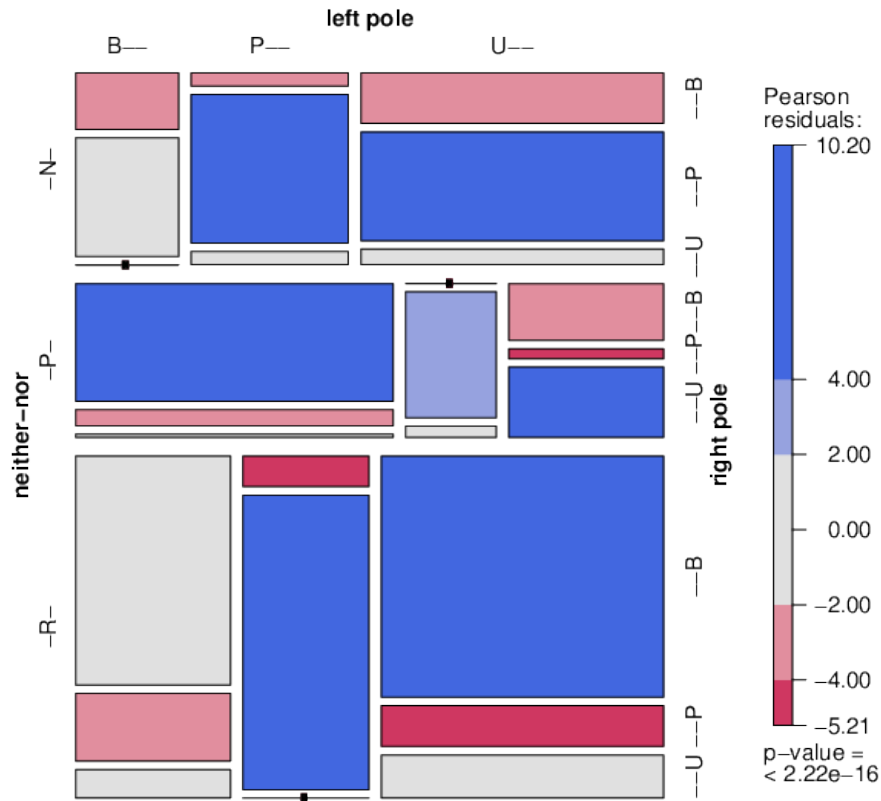 left pole
B−− P−− U−−
−N−
−P−
−R−
neither−nor
−−B
−−P
−−U
−−B
−−P
−−U
−−B
−−P
−−U
right pole
Pearson
residuals:
10.20
4.00
2.00
0.00
−2.00
−4.00
−5.21
p−value =
< 2.22e−16